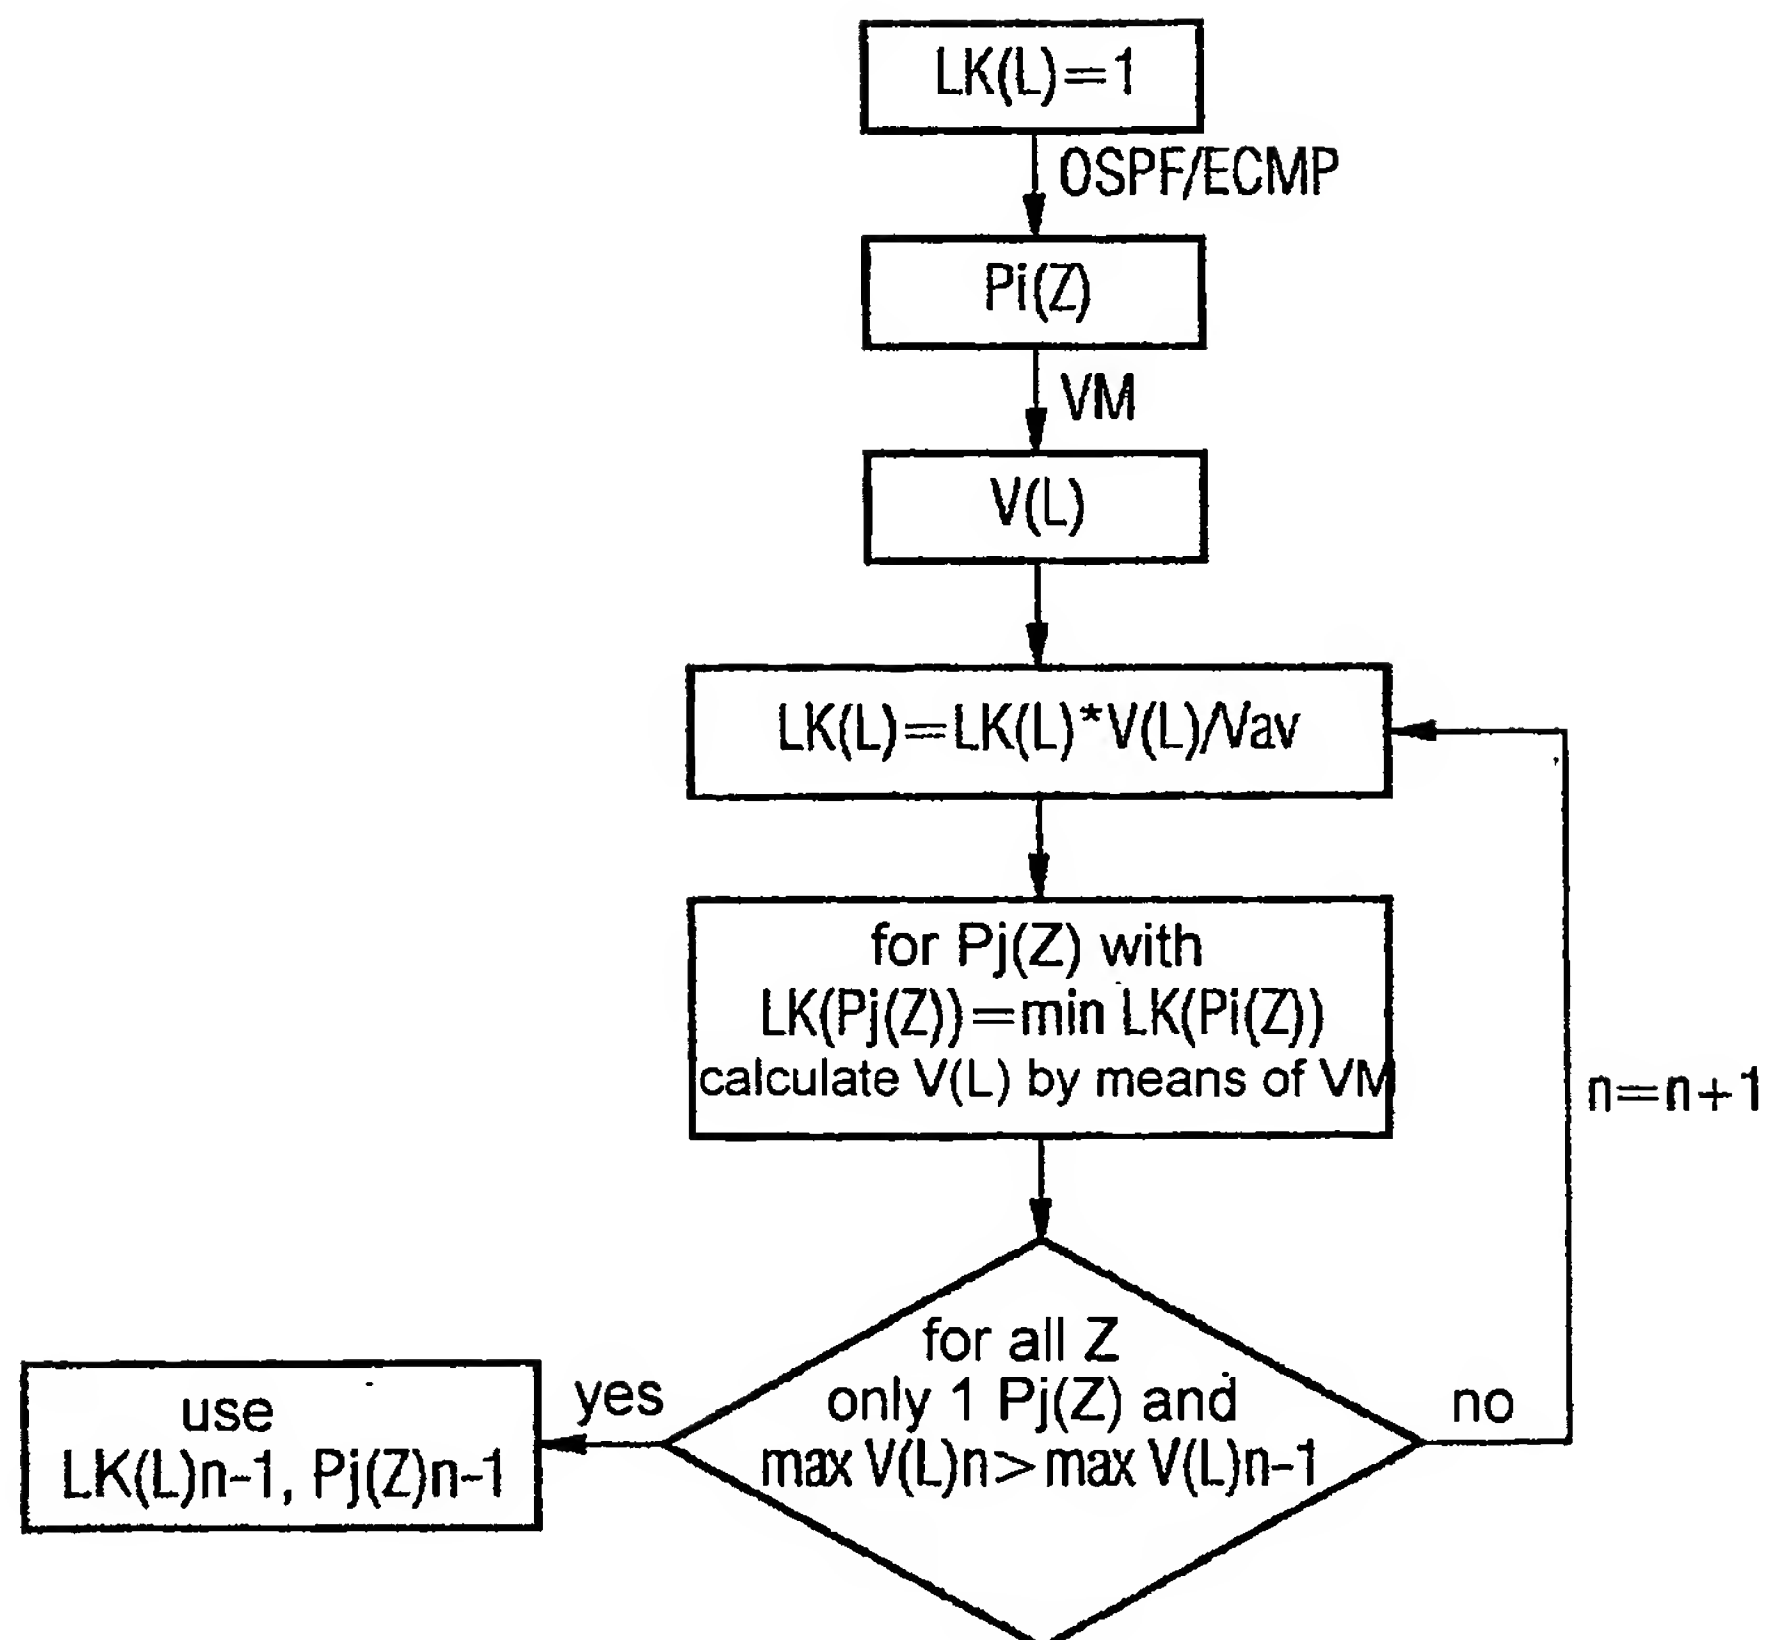 LK(L)=1
OSPF/ECMP
Pi(Z)
VM
V(L)
LK(L)=LK(L)*V(L)/Vav
for Pj(Z) with
LK(Pj(Z))=min LK(Pi(Z))
calculate V(L) by means of VM
n=n+1
for all Z
only 1 Pj(Z) and
max V(L)n>max V(L)n-1
yes
no
use
LK(L)n-1, Pj(Z)n-1